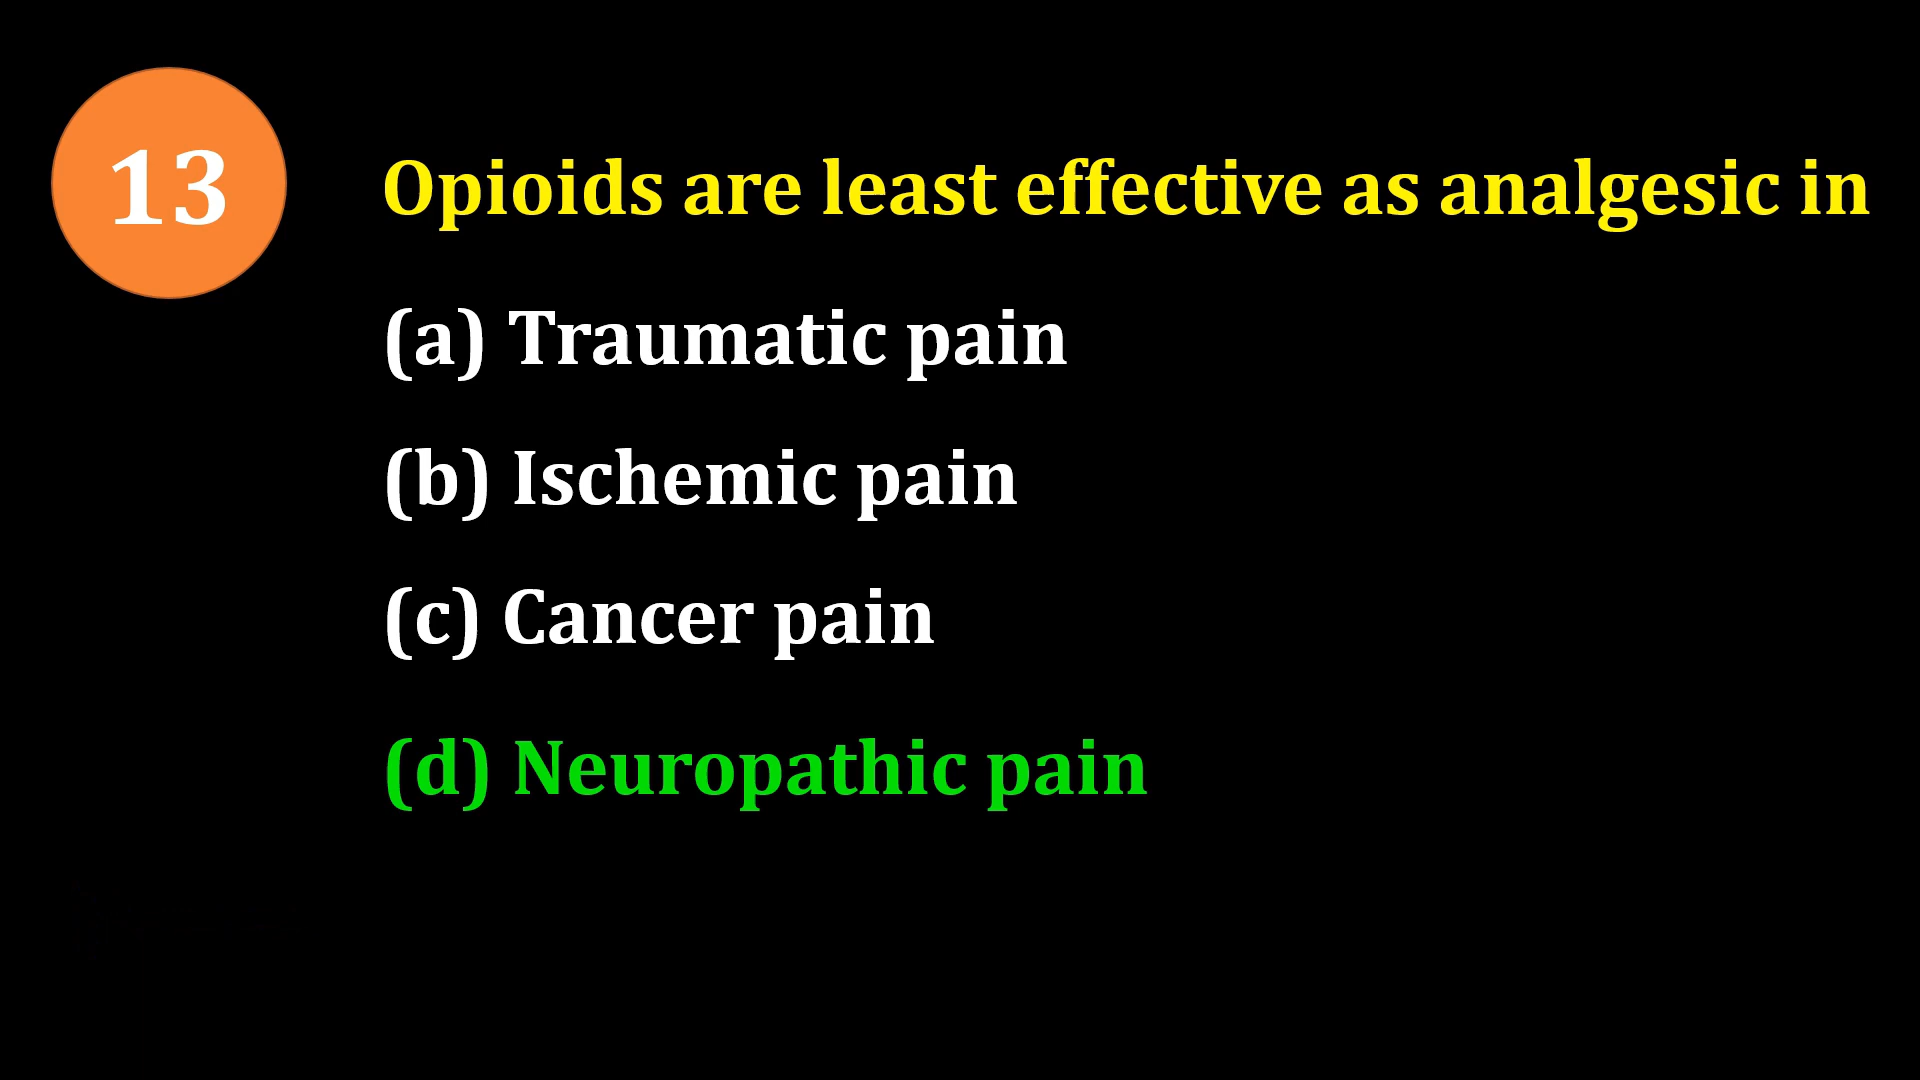 13
Opioids are least effective as analgesic in
(a) Traumatic pain
(b) Ischemic pain
(c) Cancer pain
(d) Neuropathic pain